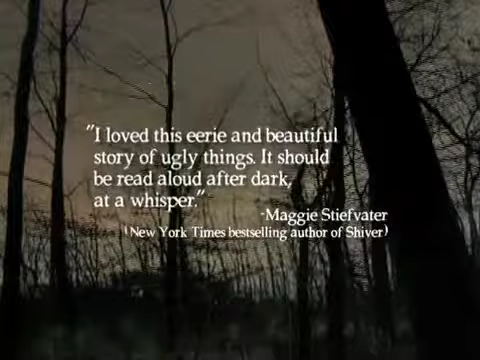 "I loved this eerie and beautiful
story of ugly things. It should
be read aloud after dark,
at a whisper."
-Maggie Stiefvater
(New York Times bestselling author of Shiver)